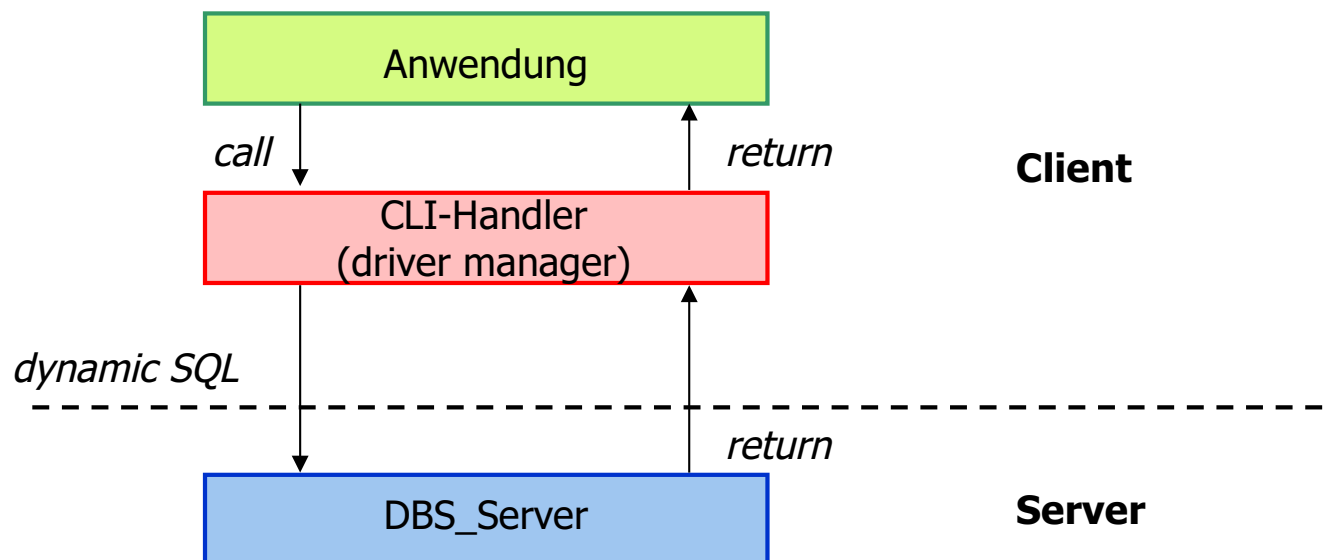 Anwendung
call
return
Client
CLI-Handler
(driver manager)
dynamic SQL
return
DBS_Server
Server